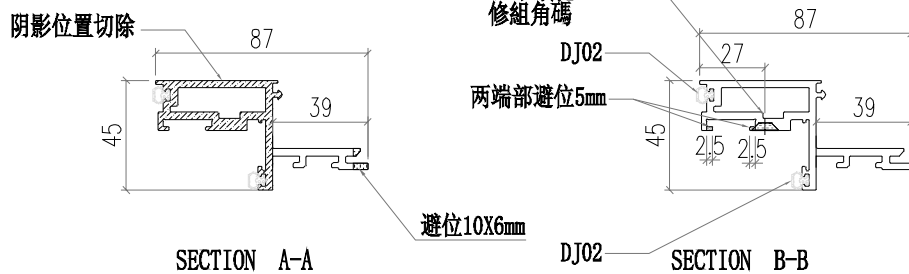 阴影位置切除
87
45
39
避位10X6mm
SECTION A-A
修組角碼
87
27
DJ02
两端部避位5mm
39
45
2.5
2.5
DJ02
SECTION B-B